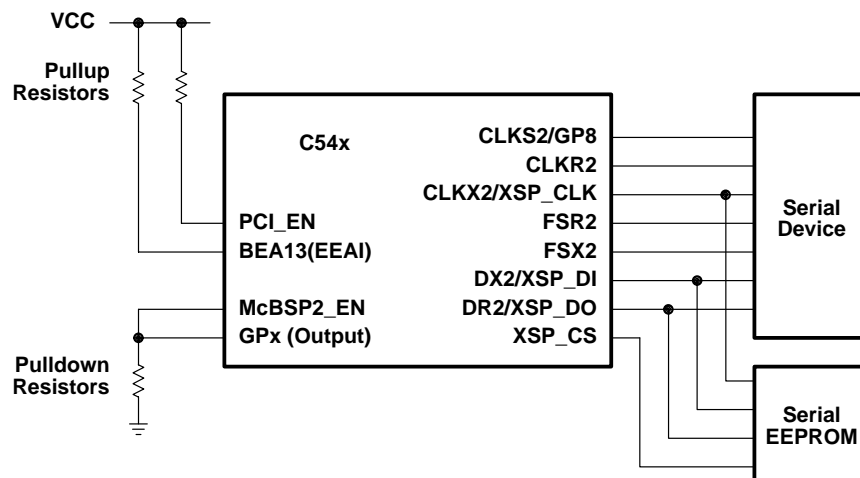 VCC
Pullup
Resistors
C54x
PCI_EN
BEA13(EEAI)
McBSP2_EN
GPx (Output)
Pulldown
Resistors
CLKS2/GP8
CLKR2
CLKX2/XSP_CLK
FSR2
FSX2
DX2/XSP_DI
DR2/XSP_DO
XSP_CS
Serial
Device
Serial
EEPROM